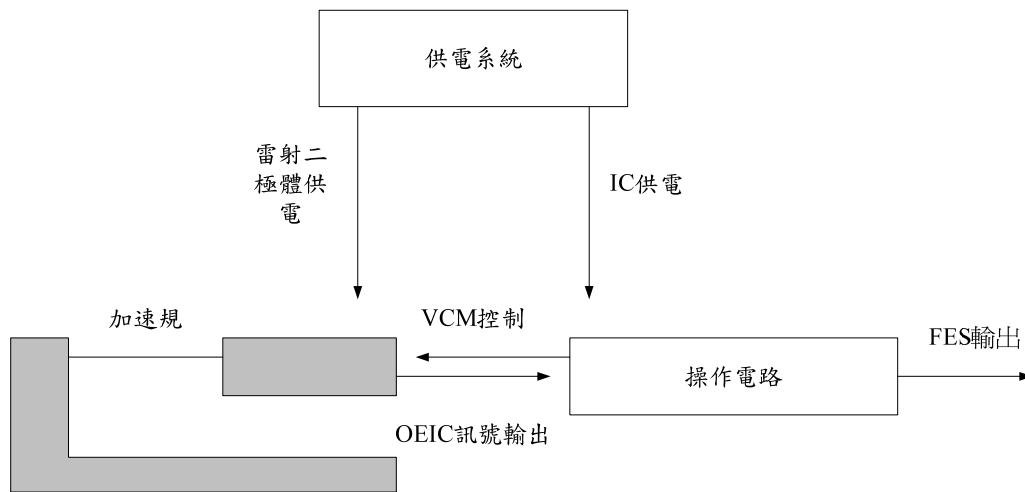 供電系統
雷射二
極體供
電
IC供電
加速規
VCM控制
FES輸出
操作電路
OEIC訊號輸出